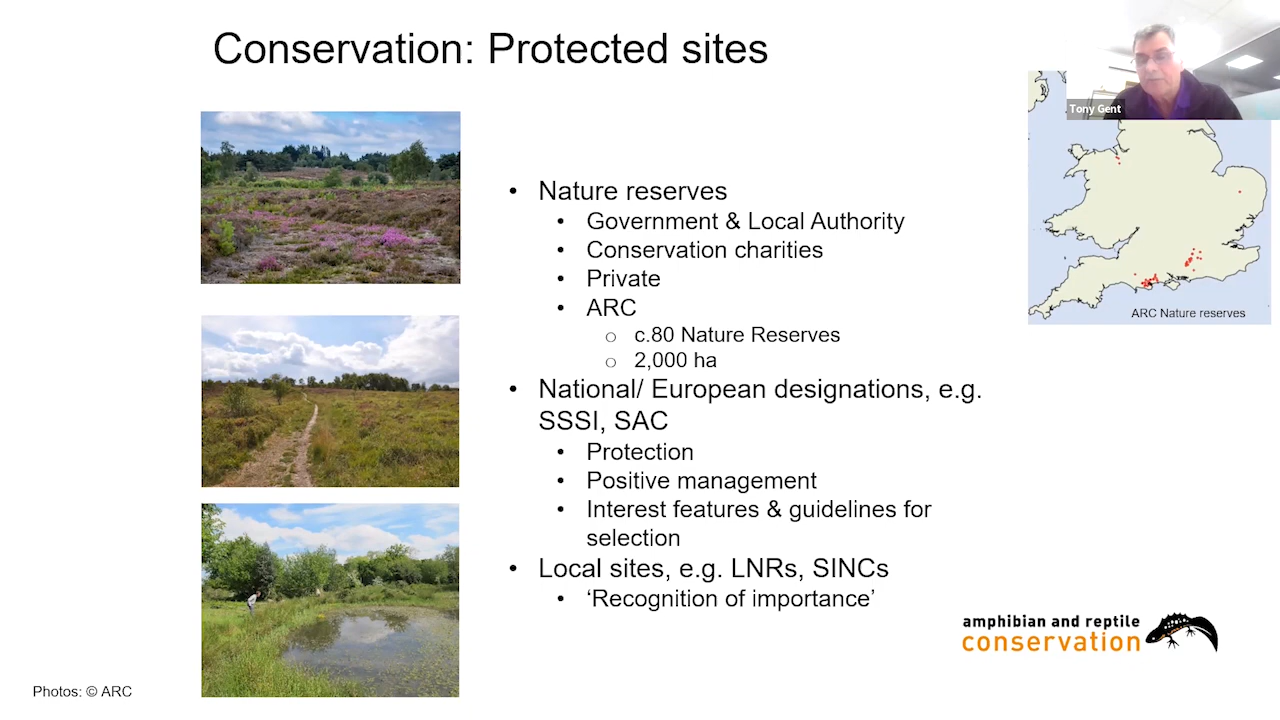 Conservation: Protected sites
Tony Gent
• Nature reserves
• Government & Local Authority
• Conservation charities
• Private
• ARC
○ c.80 Nature Reserves
○ 2,000 ha
• National/ European designations, e.g.
SSSI, SAC
• Protection
• Positive management
• Interest features & guidelines for
selection
• Local sites, e.g. LNRs, SINCs
• ‘Recognition of importance’
ARC Nature reserves
amphibian and reptile
conservation
Photos: © ARC